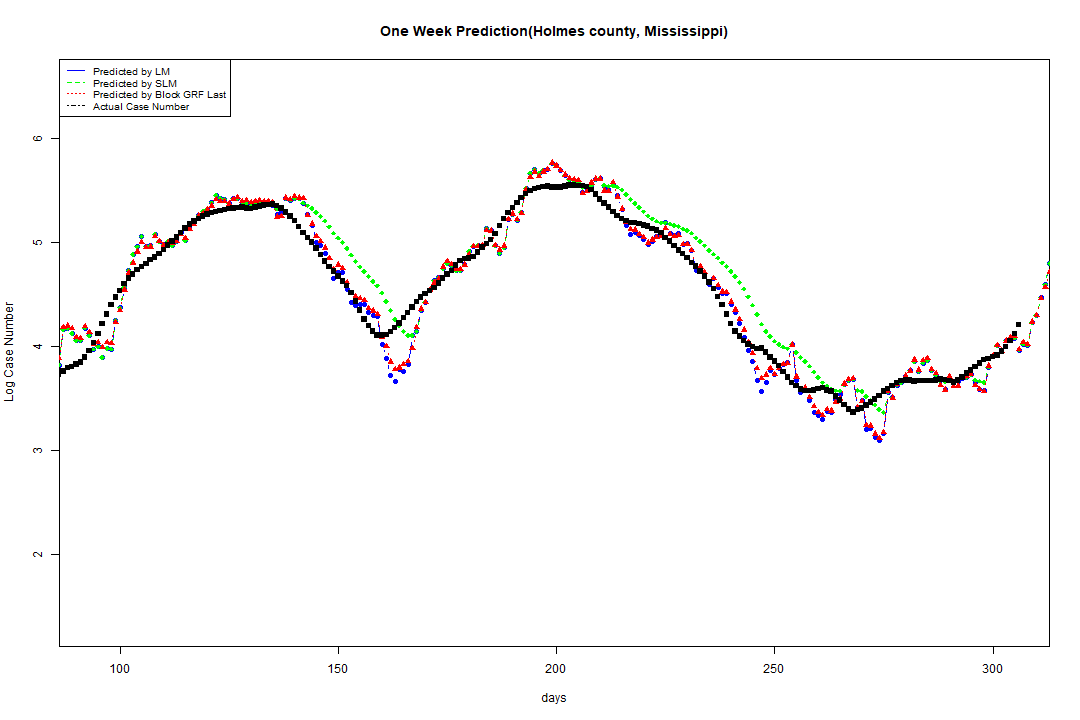 One Week Prediction(Holmes county, Mississippi)
Predicted by LM
Predicted by SLM
Predicted by Block GRF Last
Actual Case Number
Log Case Number
6
5
4
3
2
100 150 200 250 300
days